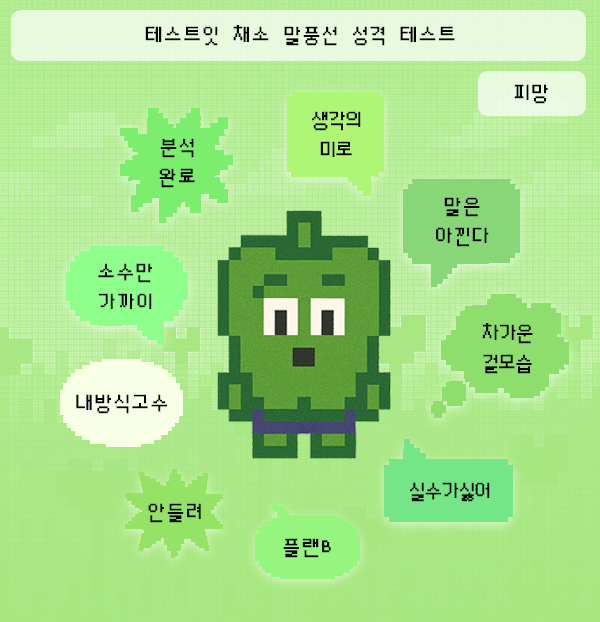 테스트잇 채소 말풍선 성격 테스트
피망
분석
완료
생각의
미로
말은
아낀다
소수만
가까이
차가운
겉모습
내방식고수
실수가싫어
안들려
플랜B